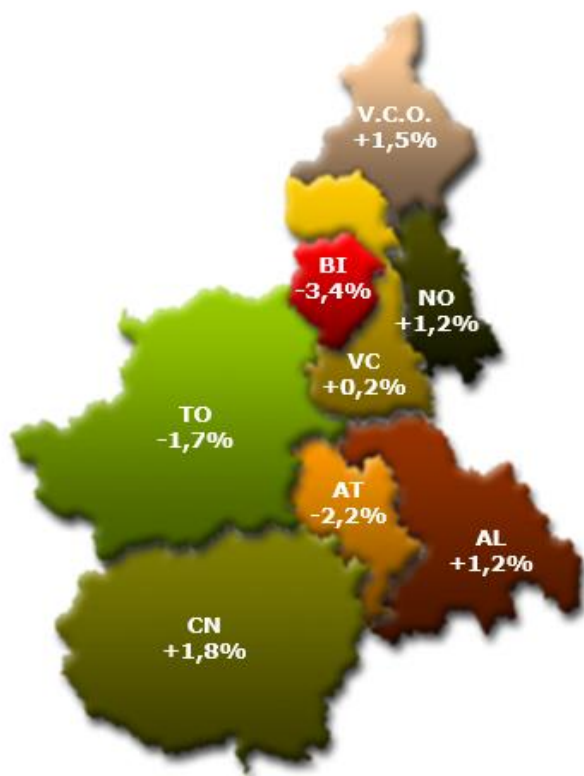 V.C.O.
+1,5%
BI
-3,4%
NO
+1,2%
VC
+0,2%
TO
-1,7%
AT
-2,2%
AL
+1,2%
CN
+1,8%